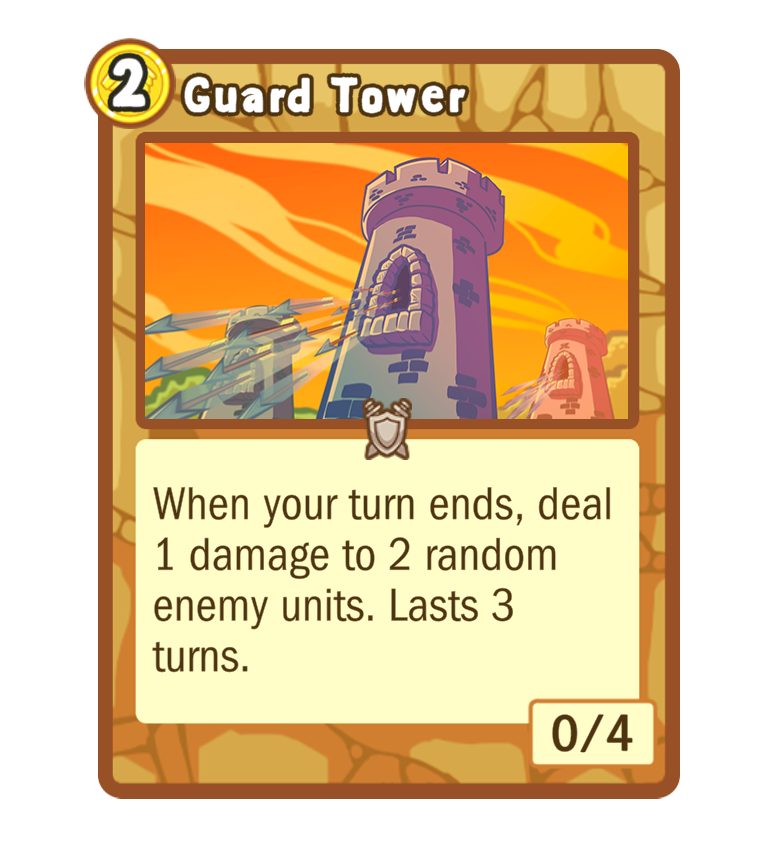 2
Guard Tower
When your turn ends, deal
1 damage to 2 random
enemy units. Lasts 3
turns.
0/4